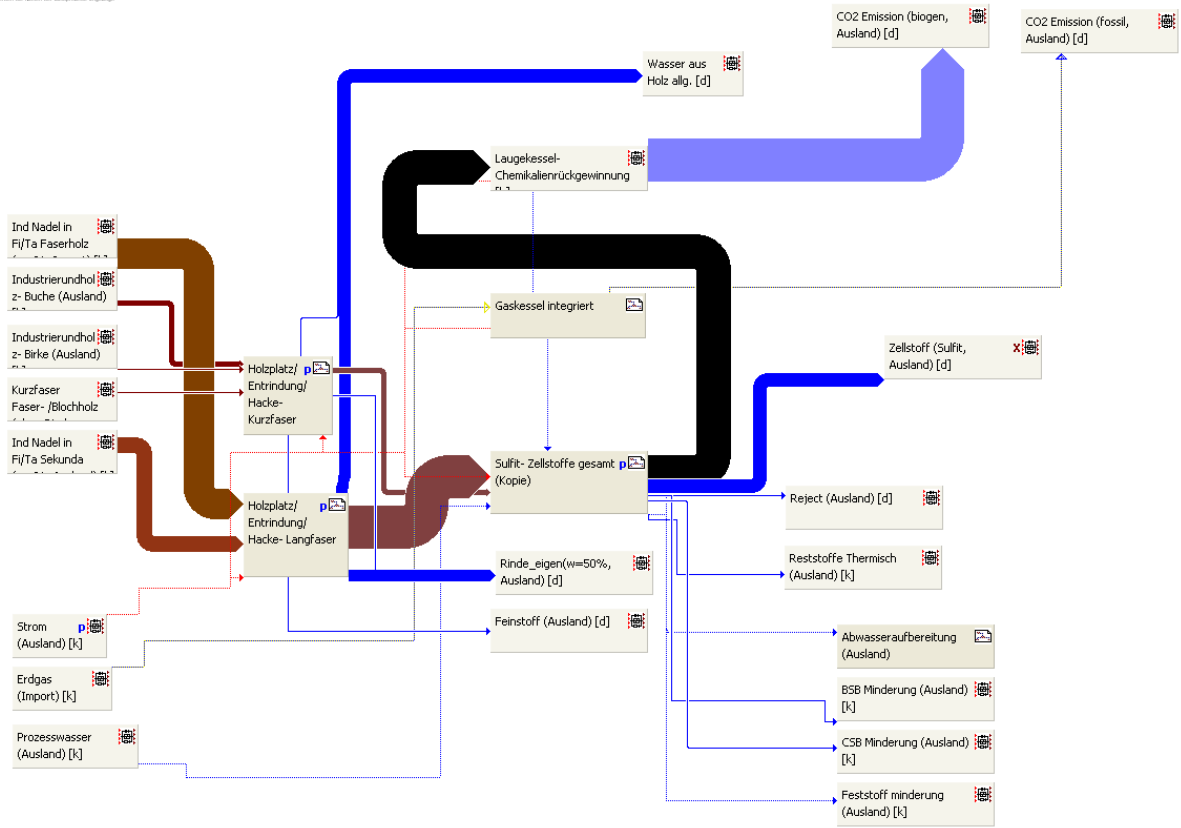 CO2 Emission (biogen,
Ausland) [d]
CO2 Emission (fossil,
Ausland) [d]
Wasser aus
Holz allg. [d]
Laugekessel-
Chemikalienrückgewinnung
Ind Nadel in
Fi/Ta Faserholz
Industrierundhol
z- Buche (Ausland)
Industrierundhol
z- Birke (Ausland)
Kurzfaser
Faser- /Blochholz
Ind Nadel in
Fi/Ta Sekunda
Gaskessel integriert
Zellstoff (Sulfit,
Ausland) [d]
x
Holzplatz/ p
Entrindung/
Hacke-
Kurzfaser
Sulfit- Zellstoffe gesamt p
(Kopie)
Holzplatz/ p
Entrindung/
Hacke- Langfaser
Reject (Ausland) [d]
Reststoffe Thermisch
(Ausland) [k]
Rinde_eigen(w=50%,
Ausland) [d]
Feinstoff (Ausland) [d]
Strom p
(Ausland) [k]
Erdgas
(Import) [k]
Prozesswasser
(Ausland) [k]
Abwasseraufbereitung
(Ausland)
BSB Minderung (Ausland)
[k]
CSB Minderung (Ausland)
[k]
Feststoff minderung
(Ausland) [k]